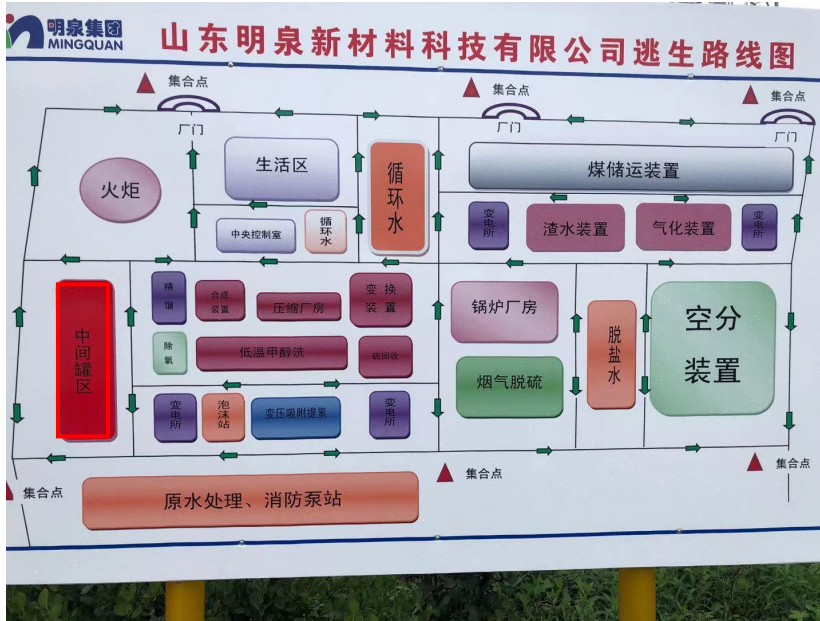 明泉集团
MINGQUAN
山东明泉新材料科技有限公司逃生路线图
集合点
集合点
集合点
厂门
厂门
厂门
火炬
生活区
循环水
煤储运装置
中央控制室
循环水
变电所
渣水装置
气化装置
变电所
中间罐区
精馏
合成装置
压缩厂房
变换装置
锅炉厂房
脱盐水
空分装置
除氧
低温甲醇洗
硫回收
烟气脱硫
变电所
泡沫站
变压吸附提氢
变电所
集合点
集合点
集合点
原水处理、消防泵站